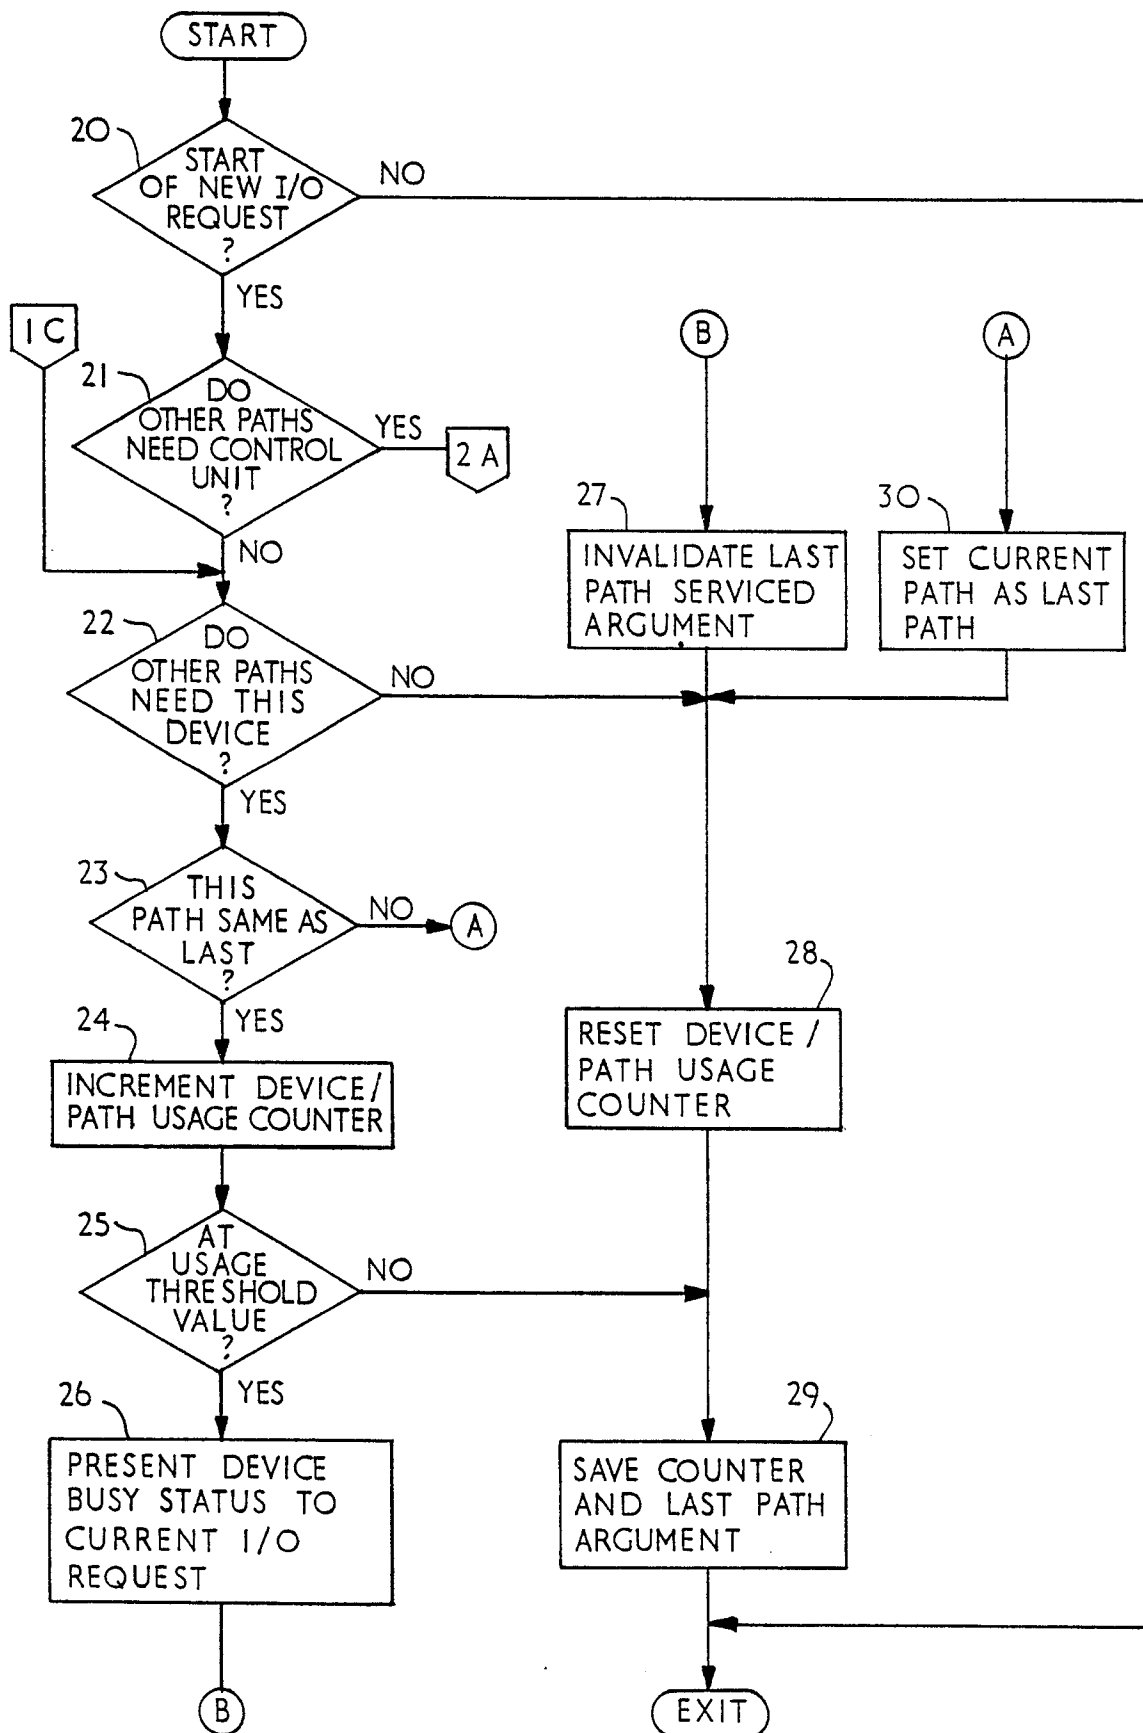 START
20
START
OF NEW I/O
REQUEST
?
NO
YES
1C
B
A
21
DO
OTHER PATHS
NEED CONTROL
UNIT
?
YES
2A
NO
27
INVALIDATE LAST
PATH SERVICED
ARGUMENT
30
SET CURRENT
PATH AS LAST
PATH
22
DO
OTHER PATHS
NEED THIS
DEVICE
?
NO
YES
23
THIS
PATH SAME AS
LAST
?
NO
A
YES
28
RESET DEVICE/
PATH USAGE
COUNTER
24
INCREMENT DEVICE/
PATH USAGE COUNTER
25
AT
USAGE
THRESHOLD
VALUE
?
NO
YES
26
PRESENT DEVICE
BUSY STATUS TO
CURRENT I/O
REQUEST
29
SAVE COUNTER
AND LAST PATH
ARGUMENT
B
EXIT